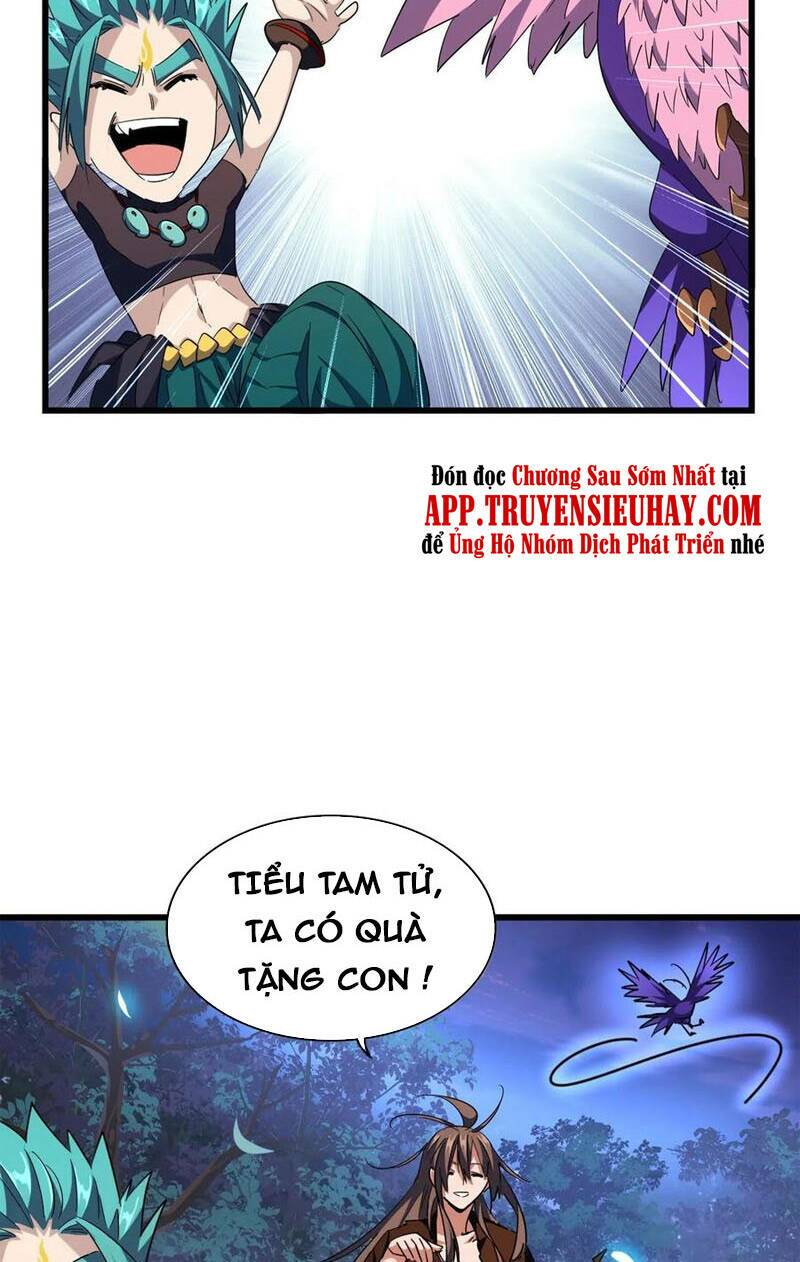 Đón đọc Chương Sau Sớm Nhất tại
APP.TRUYENSIEUHAY.COM
để Ủng Hộ Nhóm Dịch Phát Triển nhé
TIỂU TAM TỬ,
TA CÓ QUÀ
TẶNG CON !